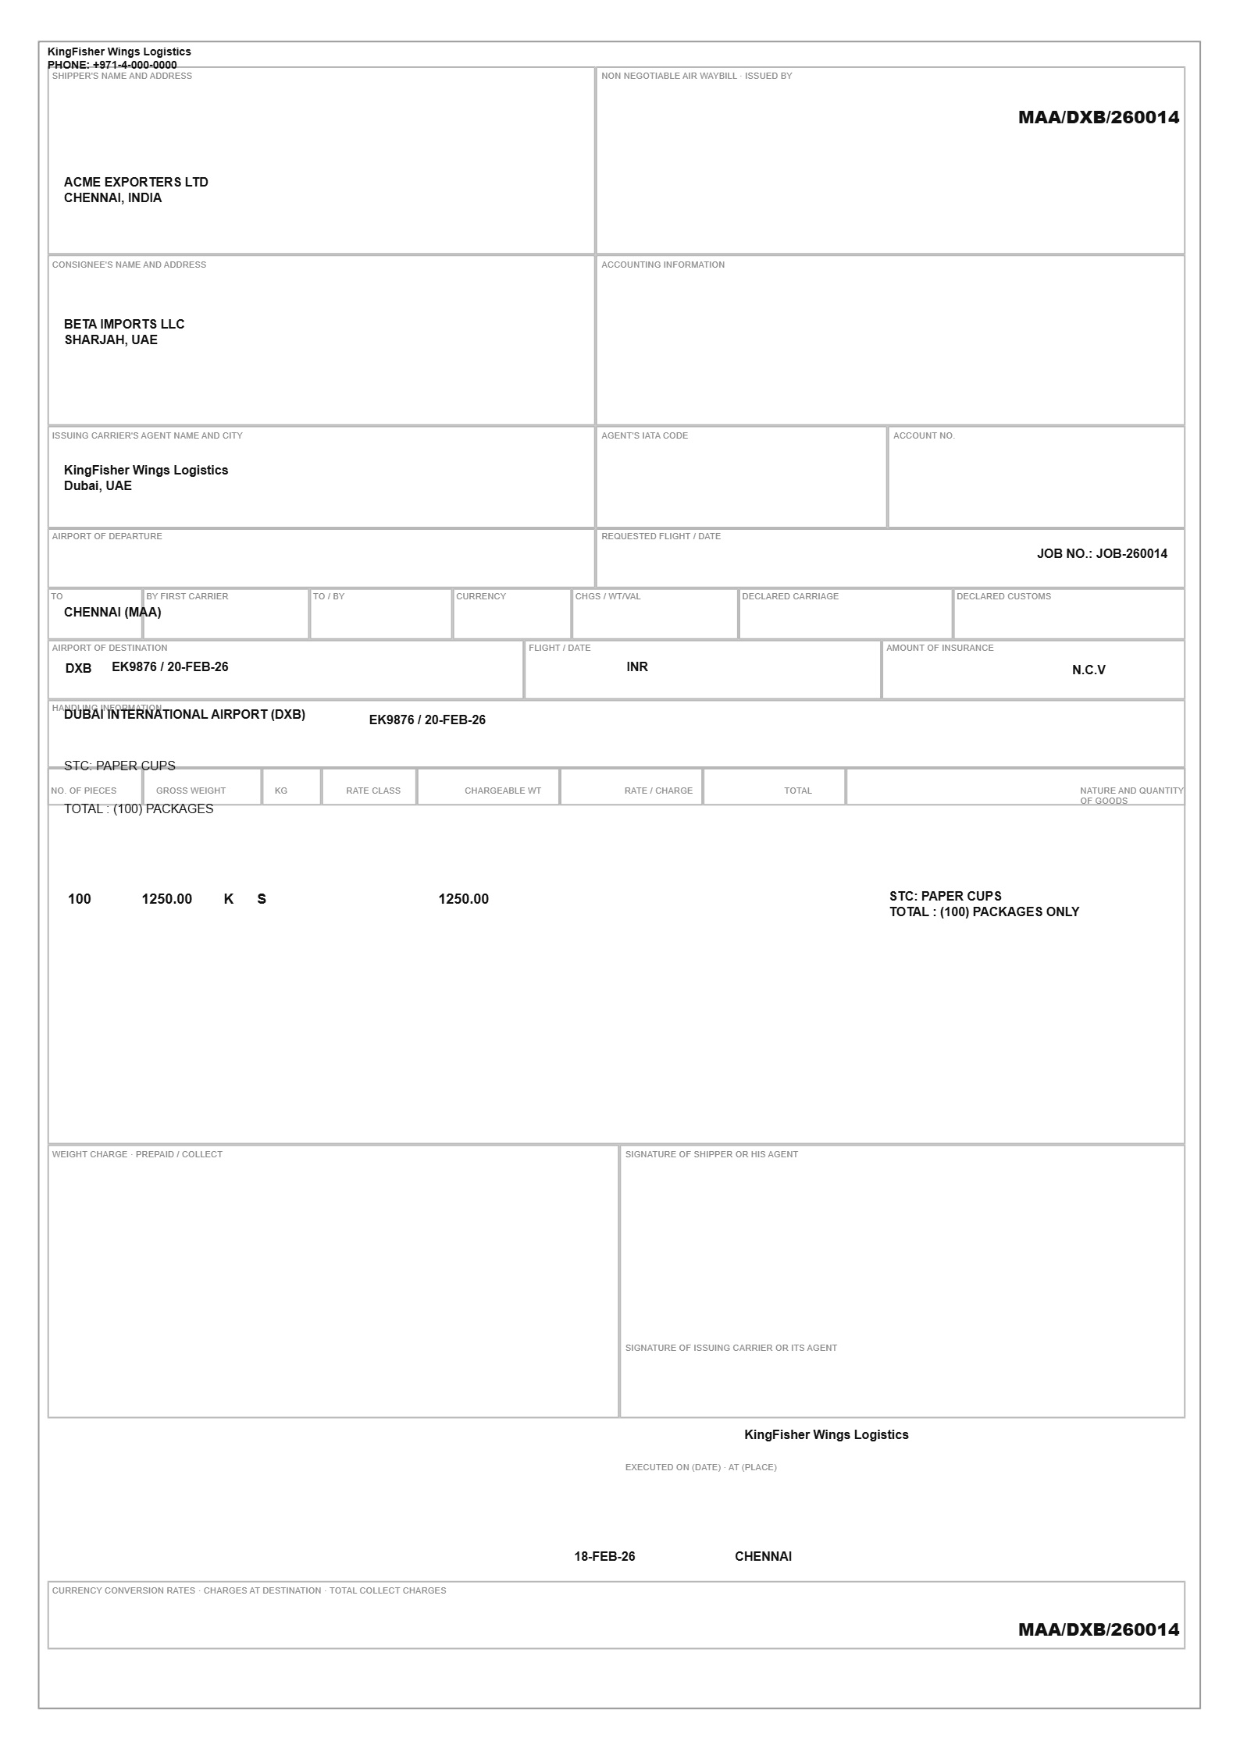 KingFisher Wings Logistics
PHONE: +971-4-000-0000
SHIPPER'S NAME AND ADDRESS
NON NEGOTIABLE AIR WAYBILL · ISSUED BY
MAA/DXB/260014
ACME EXPORTERS LTD
CHENNAI, INDIA
CONSIGNEE'S NAME AND ADDRESS
ACCOUNTING INFORMATION
BETA IMPORTS LLC
SHARJAH, UAE
ISSUING CARRIER'S AGENT NAME AND CITY
AGENT'S IATA CODE
ACCOUNT NO.
KingFisher Wings Logistics
Dubai, UAE
AIRPORT OF DEPARTURE
REQUESTED FLIGHT / DATE
JOB NO.: JOB-260014
TO BY FIRST CARRIER TO / BY CURRENCY CHGS / WT/VAL DECLARED CARRIAGE DECLARED CUSTOMS
CHENNAI (MAA)
AIRPORT OF DESTINATION FLIGHT / DATE AMOUNT OF INSURANCE
DXB EK9876 / 20-FEB-26 INR N.C.V
HANDLING INFORMATION
DUBAI INTERNATIONAL AIRPORT (DXB) EK9876 / 20-FEB-26
STC: PAPER CUPS
NO. OF PIECES GROSS WEIGHT KG RATE CLASS CHARGEABLE WT RATE / CHARGE TOTAL NATURE AND QUANTITY
OF GOODS
TOTAL : (100) PACKAGES
100 1250.00 K S 1250.00 STC: PAPER CUPS
TOTAL : (100) PACKAGES ONLY
WEIGHT CHARGE · PREPAID / COLLECT
SIGNATURE OF SHIPPER OR HIS AGENT
SIGNATURE OF ISSUING CARRIER OR ITS AGENT
KingFisher Wings Logistics
EXECUTED ON (DATE) · AT (PLACE)
18-FEB-26 CHENNAI
CURRENCY CONVERSION RATES · CHARGES AT DESTINATION · TOTAL COLLECT CHARGES
MAA/DXB/260014